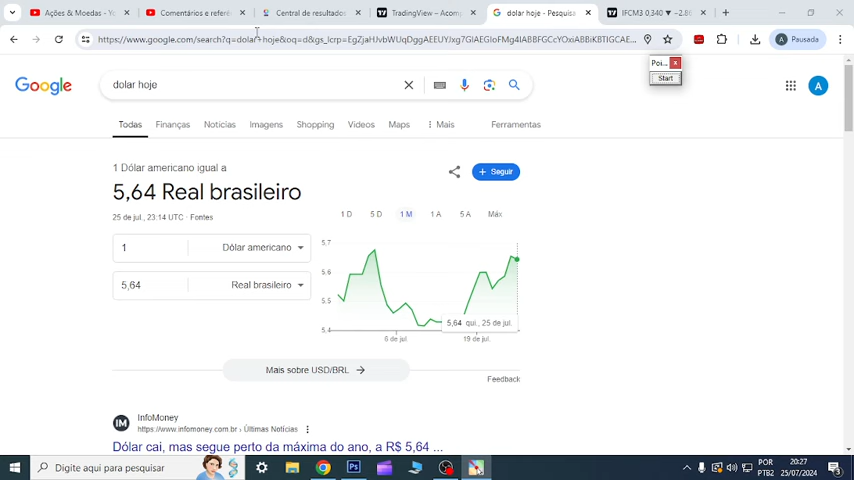 Ações & Moedas - Yo
Comentários e referê
Central de resultados
TradingView – Acomp
dolar hoje - Pesquisa
IFCM3 0,340 ▼ −2.86
https://www.google.com/search?q=dolar+hoje&oq=d&gs_lcrp=EgZjaHJvbWUqDggAEEUYJxg7GIAEGIoFMg4IABBFGCcYOxiABBiKBTIGCAE...
Pausada
A
Poi...
Start
Google
dolar hoje
A
Todas
Finanças
Notícias
Imagens
Shopping
Vídeos
Maps
Mais
Ferramentas
1 Dólar americano igual a
5,64 Real brasileiro
Seguir
25 de jul., 23:14 UTC · Fontes
1 D
5 D
1 M
1 A
5 A
Máx
1
Dólar americano
5,64
Real brasileiro
5.7
5.6
5.5
5.4
5,64 qui., 25 de jul.
6 de jul.
19 de jul.
Mais sobre USD/BRL
Feedback
IM
InfoMoney
https://www.infomoney.com.br › Últimas Notícias
Dólar cai, mas segue perto da máxima do ano, a R$ 5,64 ...
Digite aqui para pesquisar
Ps
POR
PTB2
20:27
25/07/2024
3